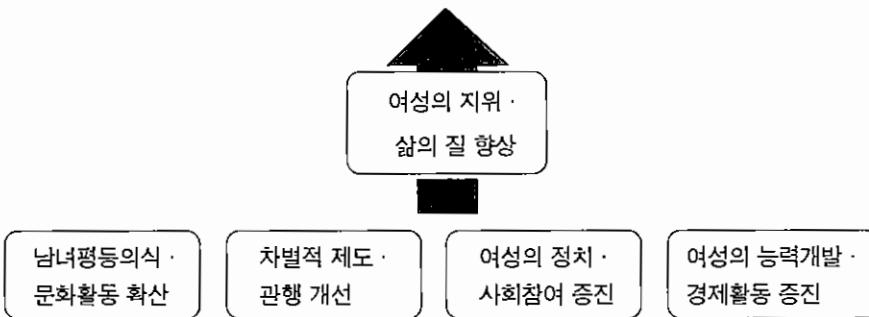 여성의 지위 ·
삶의 질 향상
남녀평등의식 ·
문화활동 확산
차별적 제도 ·
관행 개선
여성의 정치 ·
사회참여 증진
여성의 능력개발 ·
경제활동 증진